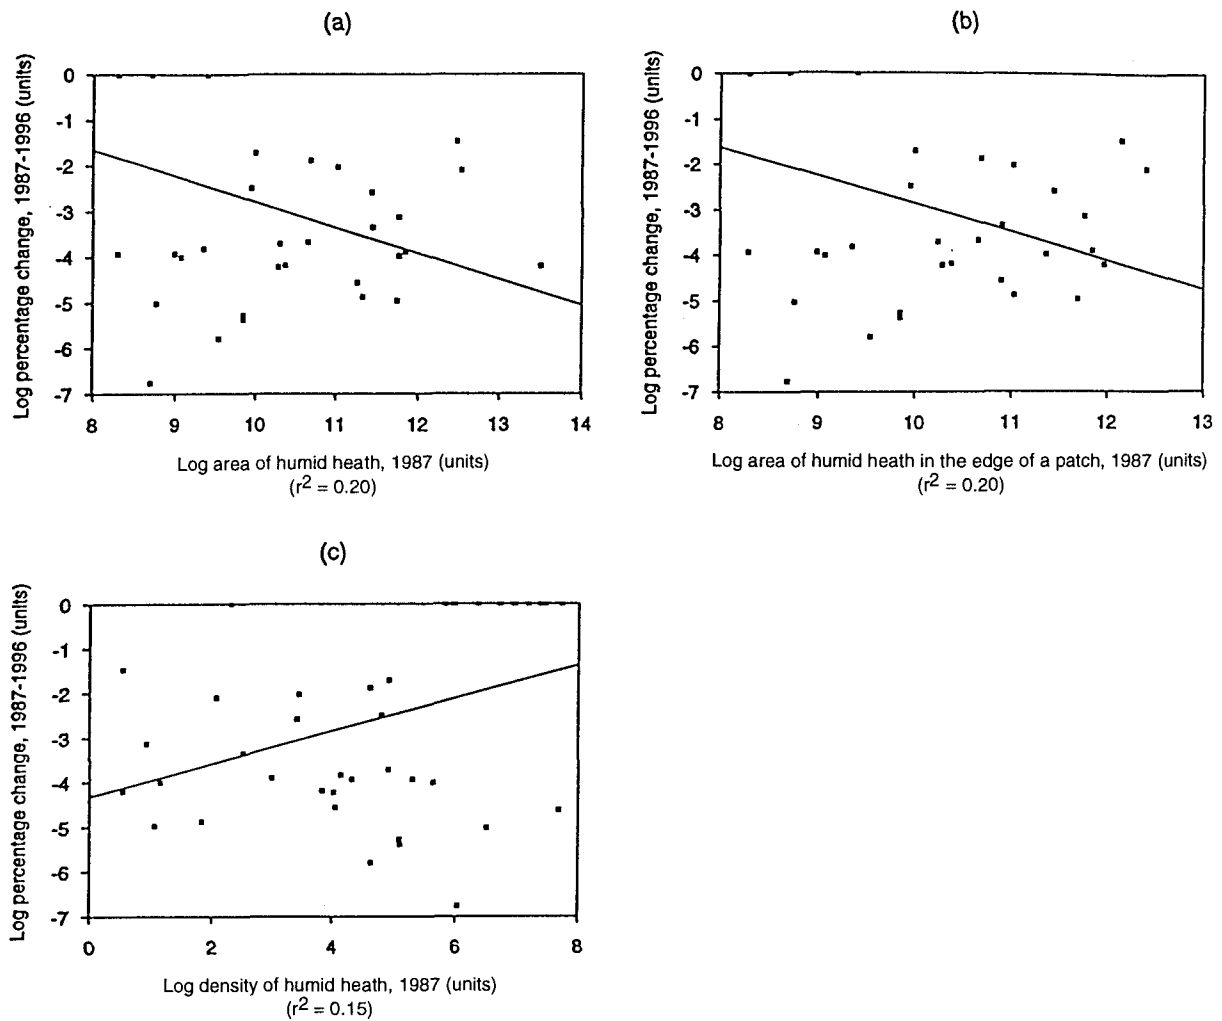 (a)
Log percentage change, 1987-1996 (units)
0
-1
-2
-3
-4
-5
-6
-7
8 9 10 11 12 13 14
Log area of humid heath, 1987 (units)
(r2 = 0.20)
(b)
Log percentage change, 1987-1996 (units)
0
-1
-2
-3
-4
-5
-6
-7
8 9 10 11 12 13
Log area of humid heath in the edge of a patch, 1987 (units)
(r2 = 0.20)
(c)
Log percentage change, 1987-1996 (units)
0
-1
-2
-3
-4
-5
-6
-7
0 2 4 6 8
Log density of humid heath, 1987 (units)
(r2 = 0.15)